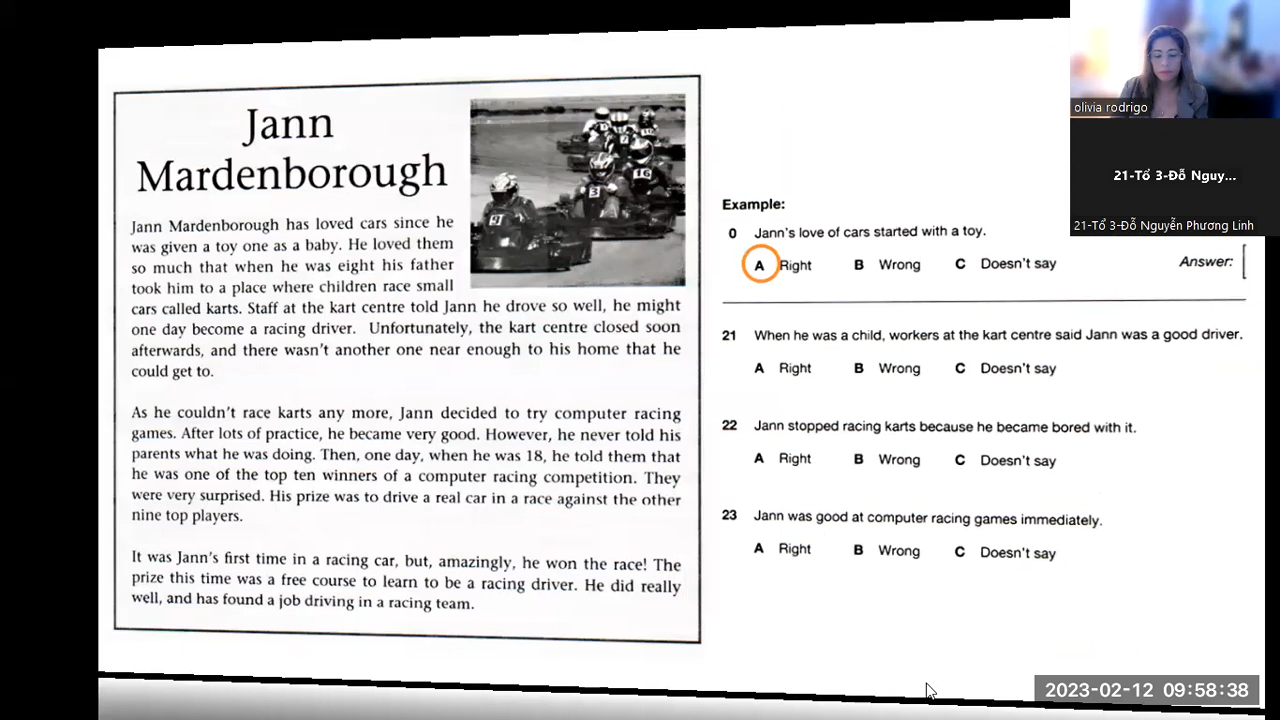 Jann
Mardenborough
Jann Mardenborough has loved cars since he
was given a toy one as a baby. He loved them
so much that when he was eight his father
took him to a place where children race small
cars called karts. Staff at the kart centre told Jann he drove so well, he might
one day become a racing driver. Unfortunately, the kart centre closed soon
afterwards, and there wasn't another one near enough to his home that he
could get to.
As he couldn't race karts any more, Jann decided to try computer racing
games. After lots of practice, he became very good. However, he never told his
parents what he was doing. Then, one day, when he was 18, he told them that
he was one of the top ten winners of a computer racing competition. They
were very surprised. His prize was to drive a real car in a race against the other
nine top players.
It was Jann's first time in a racing car, but, amazingly, he won the race! The
prize this time was a free course to learn to be a racing driver. He did really
well, and has found a job driving in a racing team.
3
16
Example:
0 Jann's love of cars started with a toy.
A Right B Wrong C Doesn't say Answer:
21 When he was a child, workers at the kart centre said Jann was a good driver.
A Right B Wrong C Doesn't say
22 Jann stopped racing karts because he became bored with it.
A Right B Wrong C Doesn't say
23 Jann was good at computer racing games immediately.
A Right B Wrong C Doesn't say
olivia rodrigo
21-Tổ 3-Đỗ Nguy...
21-Tổ 3-Đỗ Nguyễn Phương Linh
2023-02-12 09:58:38